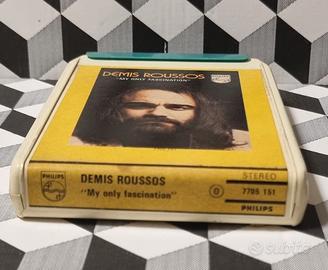 DEMIS ROUSSOS
"MY ONLY FASCINATION"
DEMIS ROUSSOS
STEREO
PHILIPS
"My only fascination"
7705 151
PHILIPS
subito